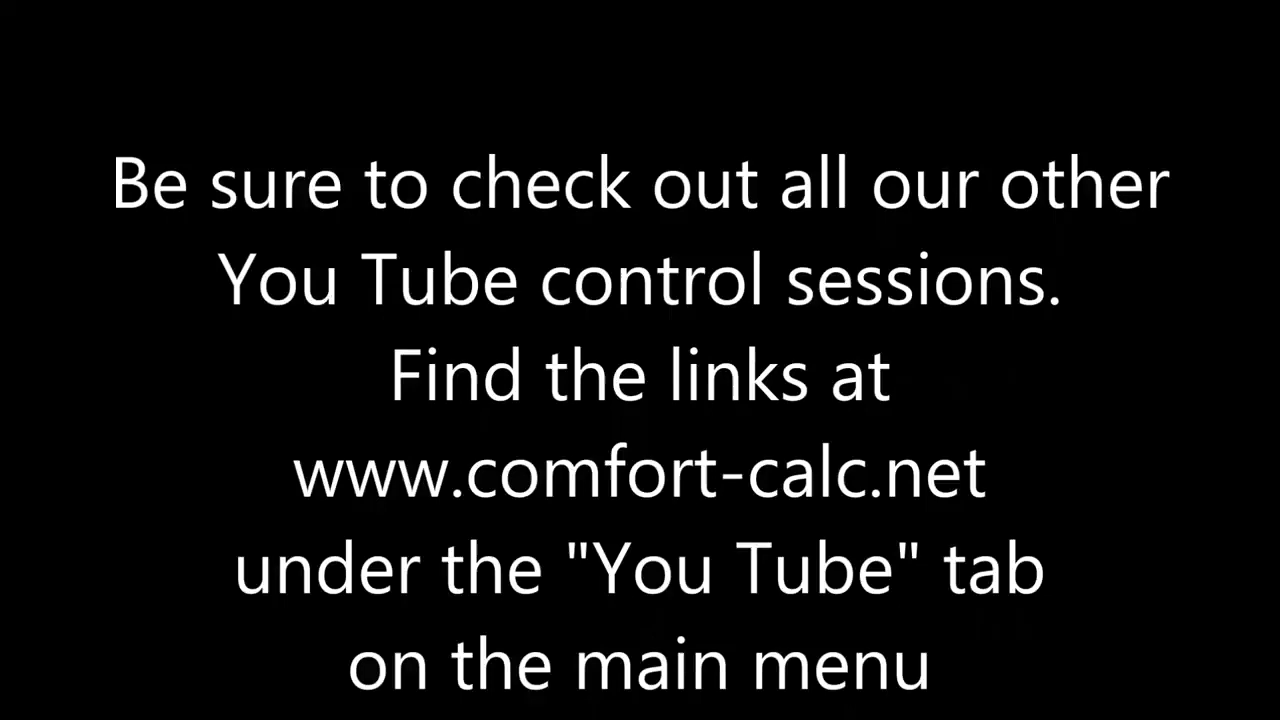 Be sure to check out all our other
You Tube control sessions.
Find the links at
www.comfort-calc.net
under the "You Tube" tab
on the main menu